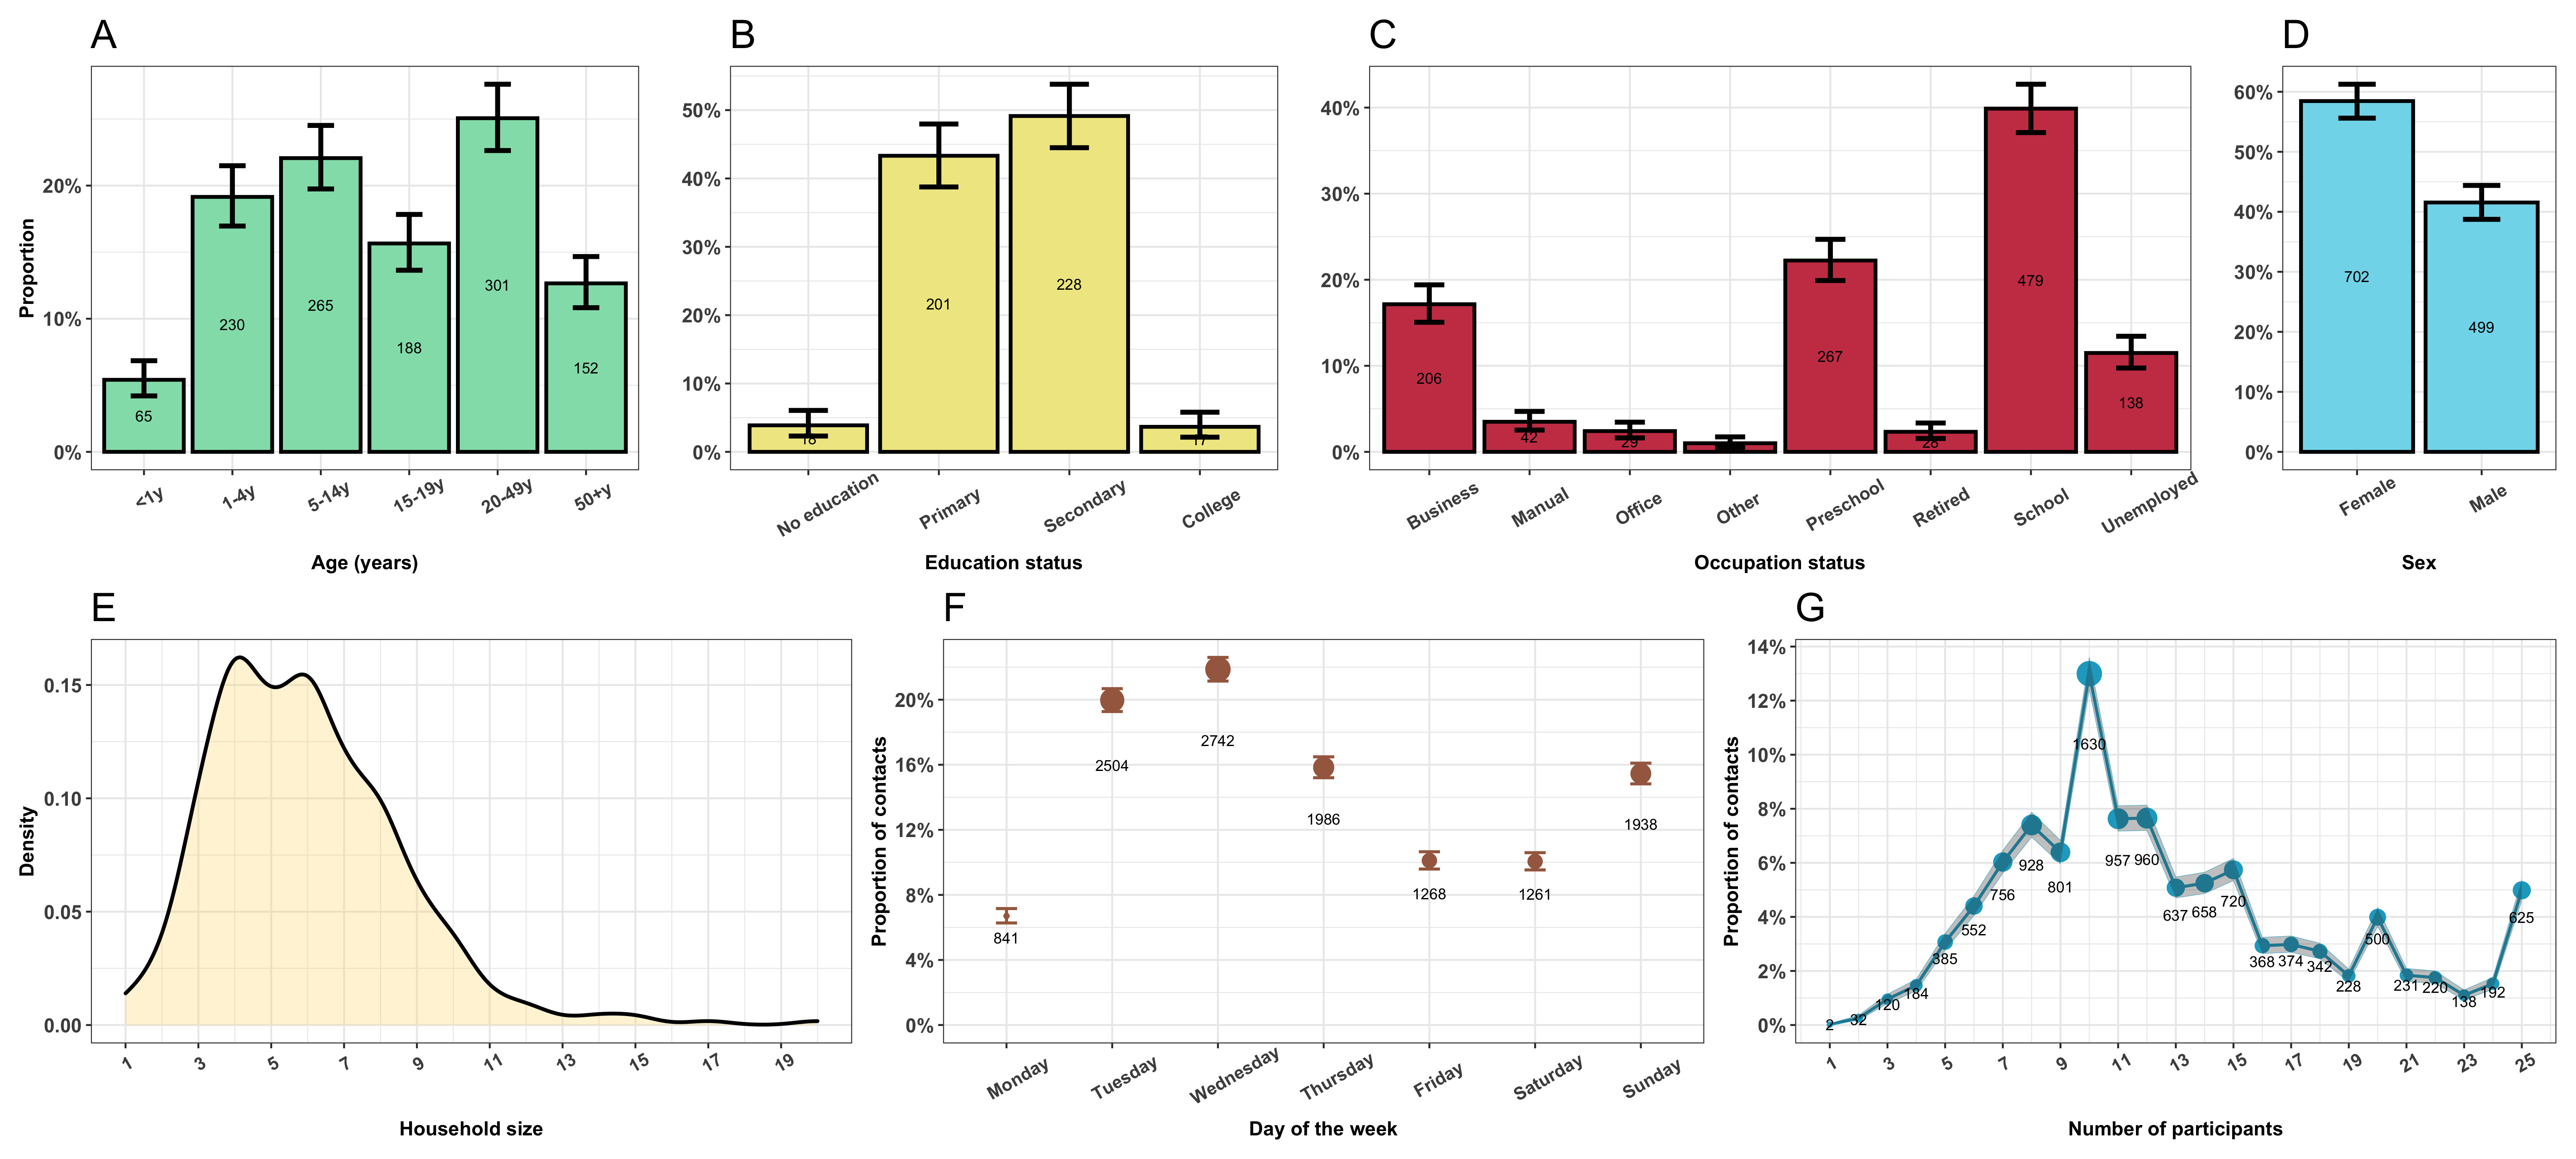 A
Proportion
20%
10%
0%
65
230
265
188
301
152
<1y
1-4y
5-14y
15-19y
20-49y
50+y
Age (years)
B
50%
40%
30%
20%
10%
0%
18
201
228
17
No education
Primary
Secondary
College
Education status
C
40%
30%
20%
10%
0%
206
42
29
267
28
479
138
Business
Manual
Office
Other
Preschool
Retired
School
Unemployed
Occupation status
D
60%
50%
40%
30%
20%
10%
0%
702
499
Female
Male
Sex
E
Density
0.15
0.10
0.05
0.00
1
3
5
7
9
11
13
15
17
19
Household size
F
Proportion of contacts
20%
16%
12%
8%
4%
0%
841
2504
2742
1986
1268
1261
1938
Monday
Tuesday
Wednesday
Thursday
Friday
Saturday
Sunday
Day of the week
G
Proportion of contacts
14%
12%
10%
8%
6%
4%
2%
0%
2
32
120
184
385
552
756
928
801
1630
957
960
637
658
720
368
374
342
228
500
231
220
138
192
625
1
3
5
7
9
11
13
15
17
19
21
23
25
Number of participants